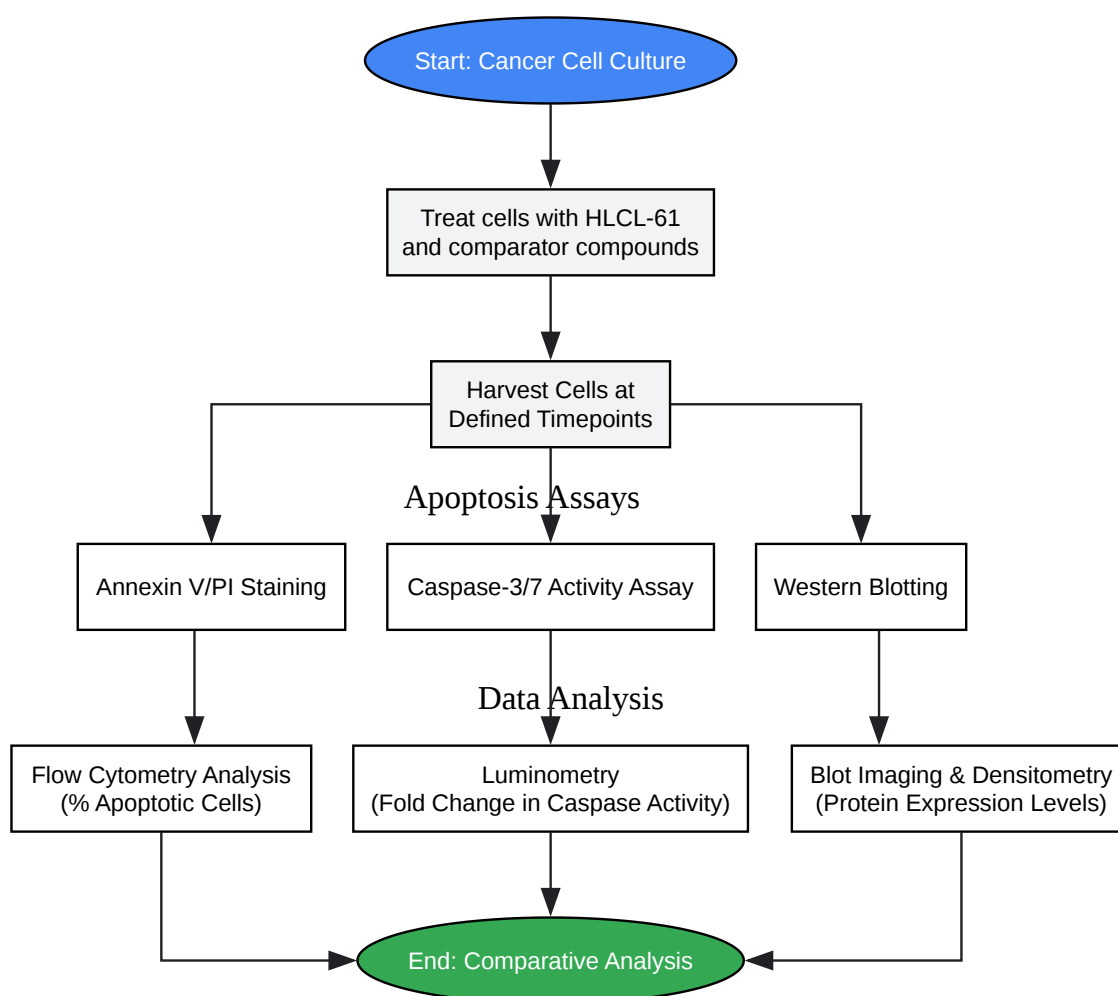 Start: Cancer Cell Culture
Treat cells with HLCL-61
and comparator compounds
Harvest Cells at
Defined Timepoints
Apoptosis Assays
Annexin V/PI Staining
Caspase-3/7 Activity Assay
Western Blotting
Data Analysis
Flow Cytometry Analysis
(% Apoptotic Cells)
Luminometry
(Fold Change in Caspase Activity)
Blot Imaging & Densitometry
(Protein Expression Levels)
End: Comparative Analysis